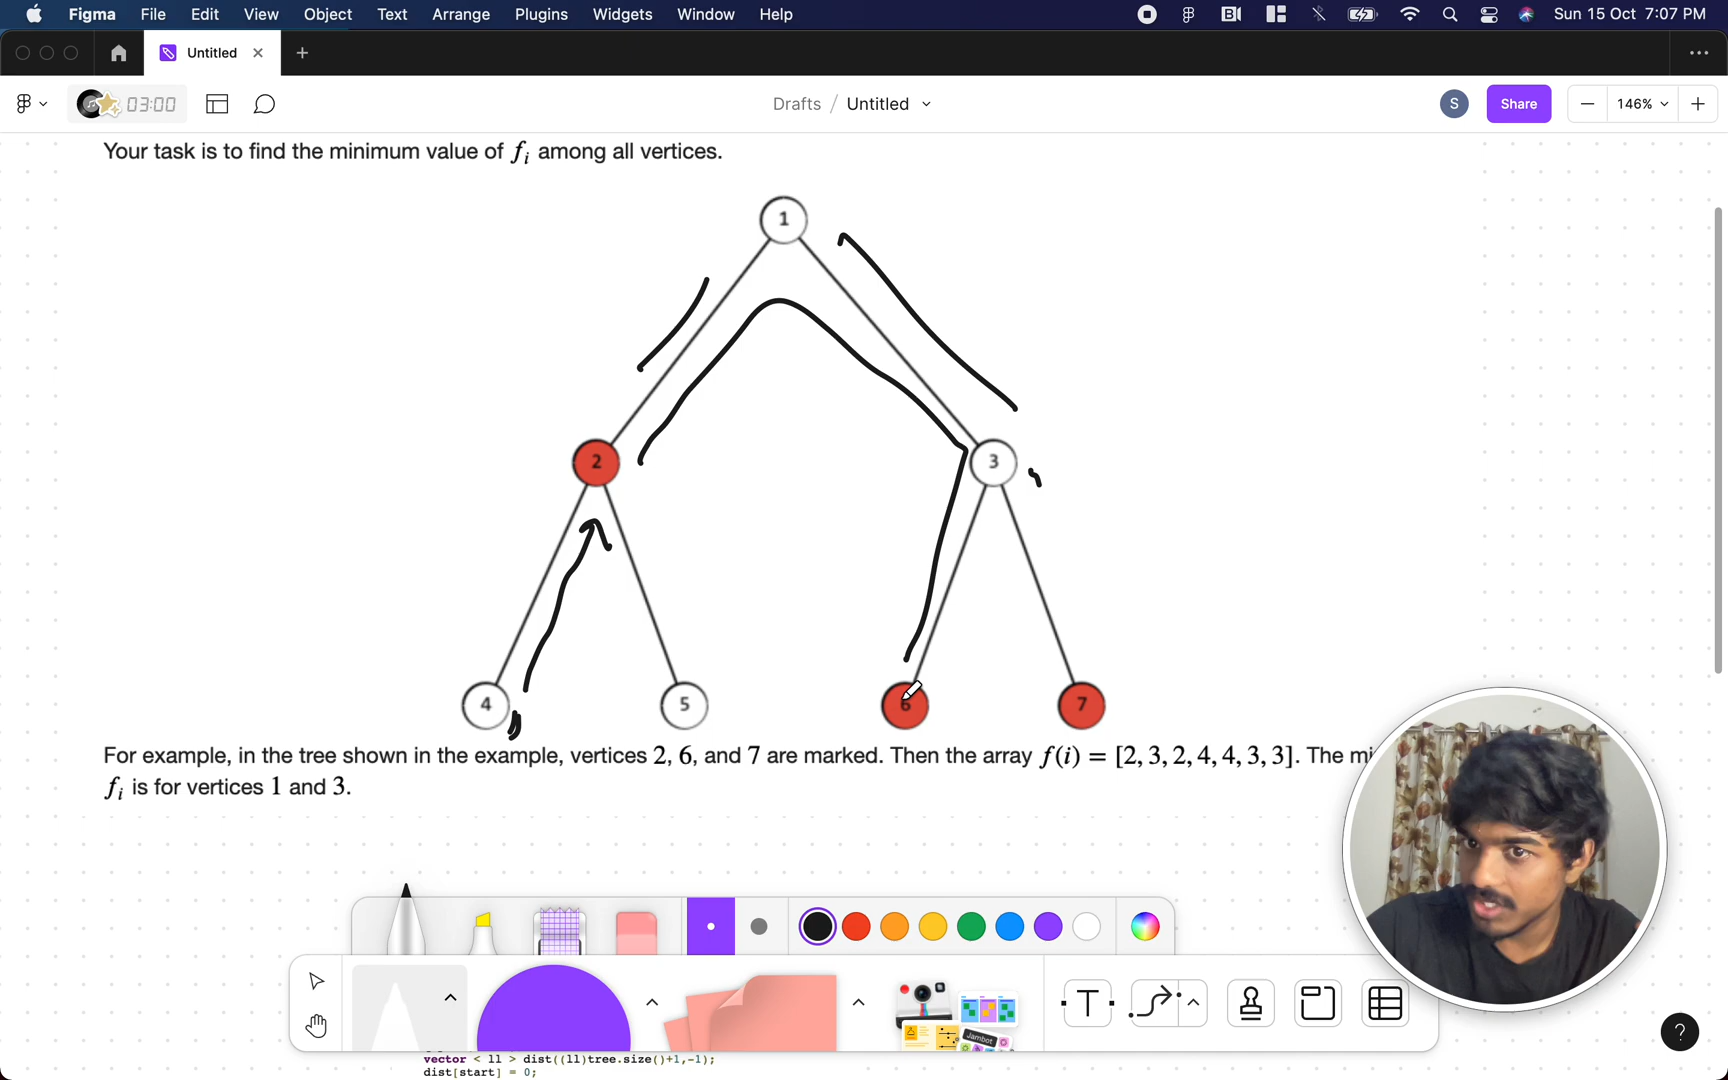 Figma File Edit View Object Text Arrange Plugins Widgets Window Help Sun 15 Oct 7:07 PM
Untitled
03:00 Drafts / Untitled S Share 146%
Your task is to find the minimum value of fᵢ among all vertices.
1
2 3
4 5 6 7
For example, in the tree shown in the example, vertices 2, 6, and 7 are marked. Then the array f(i) = [2, 3, 2, 4, 4, 3, 3]. The mi
fᵢ is for vertices 1 and 3.
T
Jambot
?
vector < ll > dist((ll)tree.size()+1,-1);
dist[start] = 0;